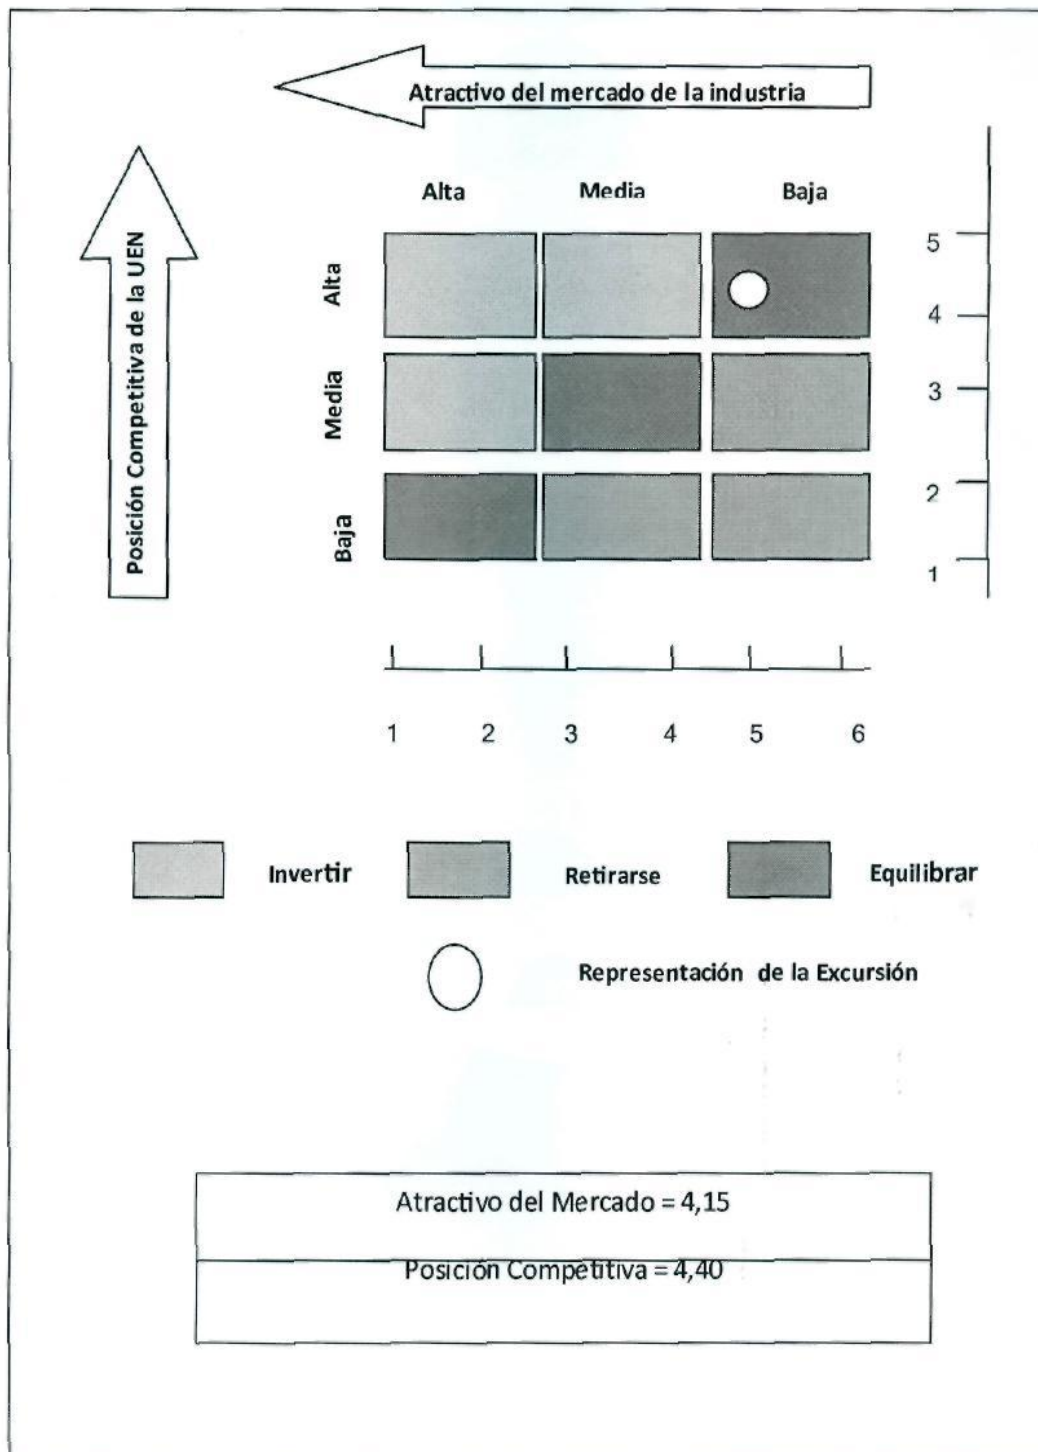 Atractivo del mercado de la industria
Posición Competitiva de la UEN
Alta Media Baja
Alta
Media
Baja
5
4
3
2
1
1 2 3 4 5 6
Invertir Retirarse Equilibrar
Representación de la Excursión
Atractivo del Mercado = 4,15
Posición Competitiva = 4,40